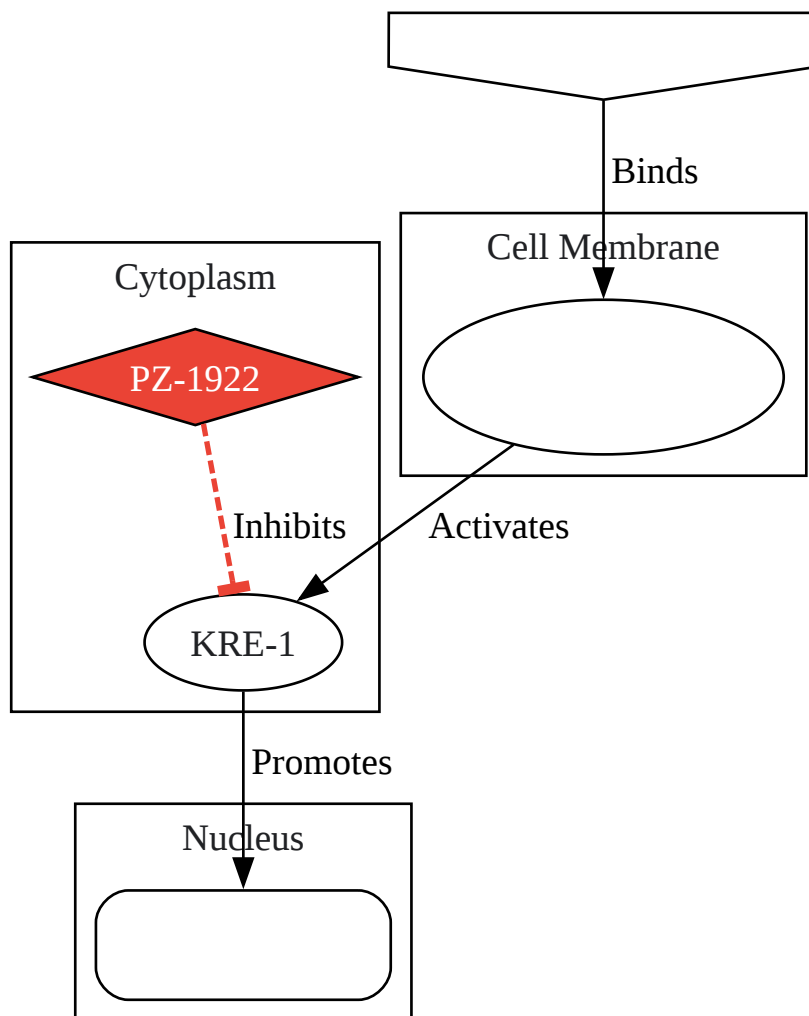 Binds
Cell Membrane
Cytoplasm
PZ-1922
Inhibits
Activates
KRE-1
Promotes
Nucleus